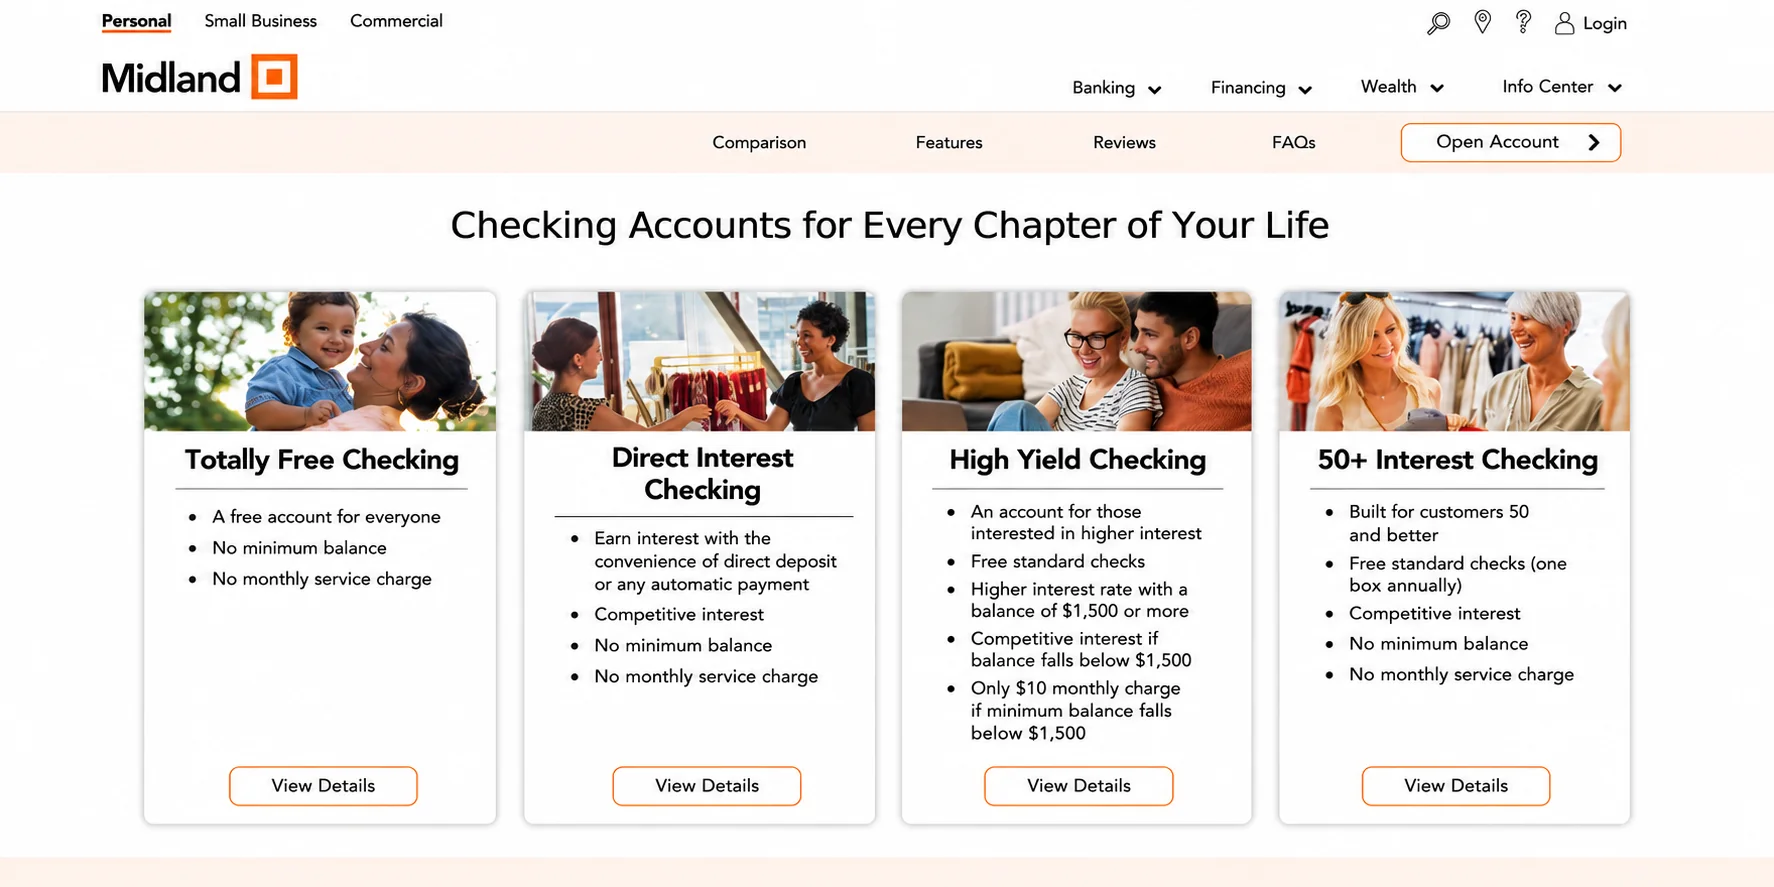 Personal Small Business Commercial
Login
Midland
Banking Financing Wealth Info Center
Comparison Features Reviews FAQs Open Account
Checking Accounts for Every Chapter of Your Life
Totally Free Checking
• A free account for everyone
• No minimum balance
• No monthly service charge
View Details
Direct Interest
Checking
• Earn interest with the
convenience of direct deposit
or any automatic payment
• Competitive interest
• No minimum balance
• No monthly service charge
View Details
High Yield Checking
• An account for those
interested in higher interest
• Free standard checks
• Higher interest rate with a
balance of $1,500 or more
• Competitive interest if
balance falls below $1,500
• Only $10 monthly charge
if minimum balance falls
below $1,500
View Details
50+ Interest Checking
• Built for customers 50
and better
• Free standard checks (one
box annually)
• Competitive interest
• No minimum balance
• No monthly service charge
View Details